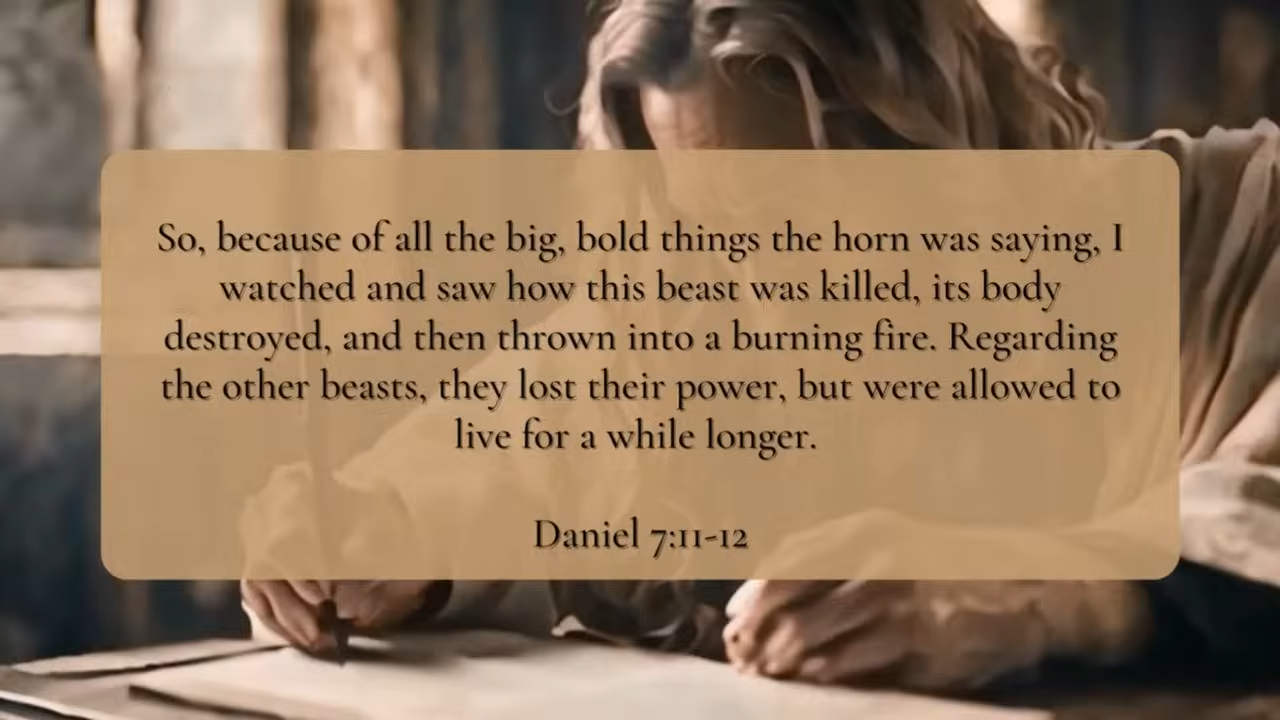 So, because of all the big, bold things the horn was saying, I
watched and saw how this beast was killed, its body
destroyed, and then thrown into a burning fire. Regarding
the other beasts, they lost their power, but were allowed to
live for a while longer.
Daniel 7:11-12